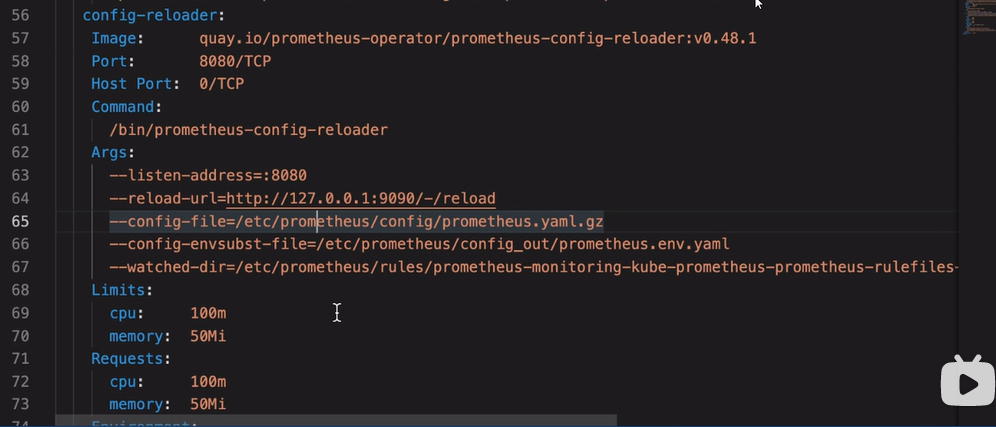 56 config-reloader:
57 Image: quay.io/prometheus-operator/prometheus-config-reloader:v0.48.1
58 Port: 8080/TCP
59 Host Port: 0/TCP
60 Command:
61 /bin/prometheus-config-reloader
62 Args:
63 --listen-address=:8080
64 --reload-url=http://127.0.0.1:9090/-/reload
65 --config-file=/etc/prometheus/config/prometheus.yaml.gz
66 --config-envsubst-file=/etc/prometheus/config_out/prometheus.env.yaml
67 --watched-dir=/etc/prometheus/rules/prometheus-monitoring-kube-prometheus-prometheus-rulefiles-
68 Limits:
69 cpu: 100m
70 memory: 50Mi
71 Requests:
72 cpu: 100m
73 memory: 50Mi
74 Environment: